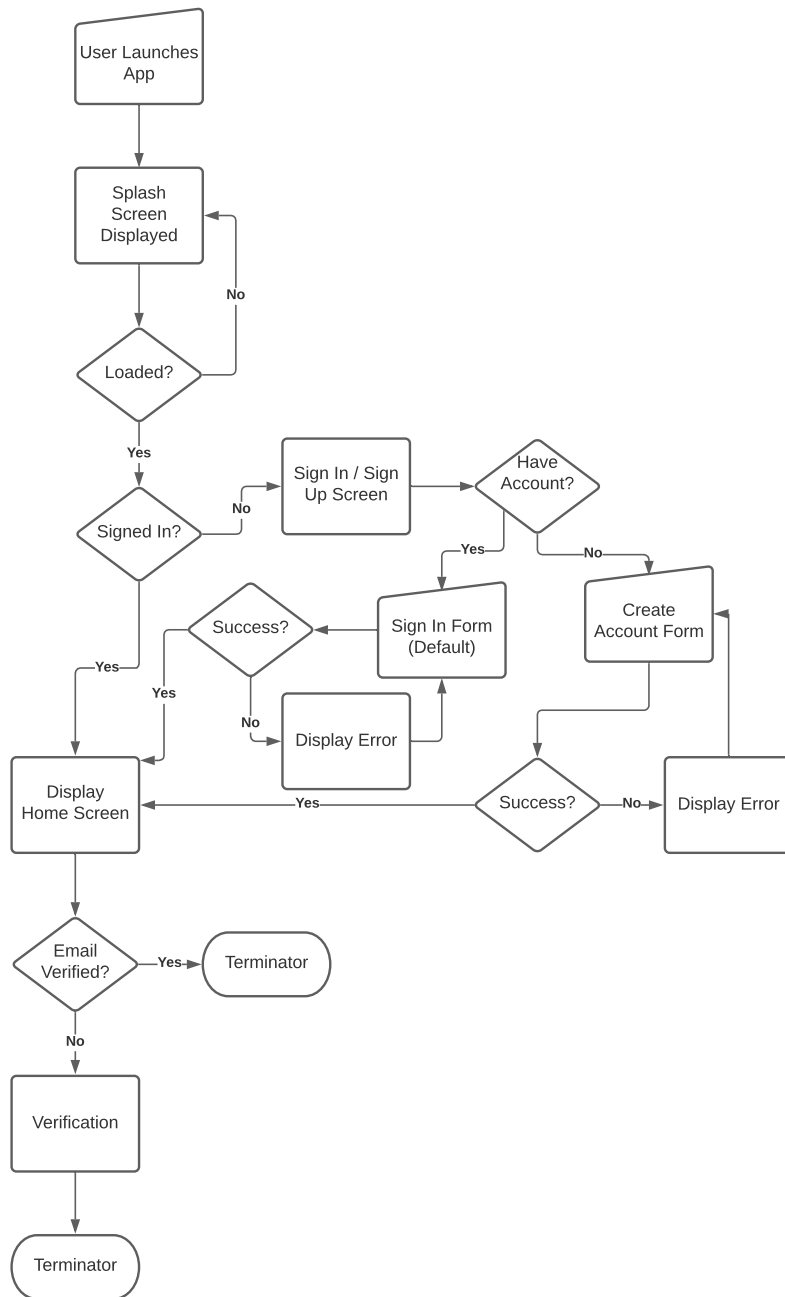 User Launches
App
Splash
Screen
Displayed
No
Loaded?
Yes
Signed In?
No
Sign In / Sign
Up Screen
Have
Account?
Yes
No
Sign In Form
(Default)
Create
Account Form
Success?
Yes
Yes
No
Display Error
Display
Home Screen
Yes
Success?
No
Display Error
Email
Verified?
Yes
Terminator
No
Verification
Terminator